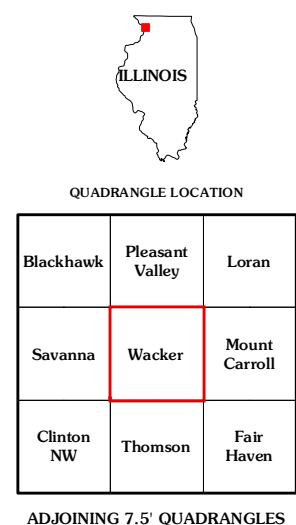 ILLINOIS
QUADRANGLE LOCATION
Blackhawk
Pleasant
Valley
Loran
Savanna
Wacker
Mount
Carroll
Clinton
NW
Thomson
Fair
Haven
ADJOINING 7.5' QUADRANGLES